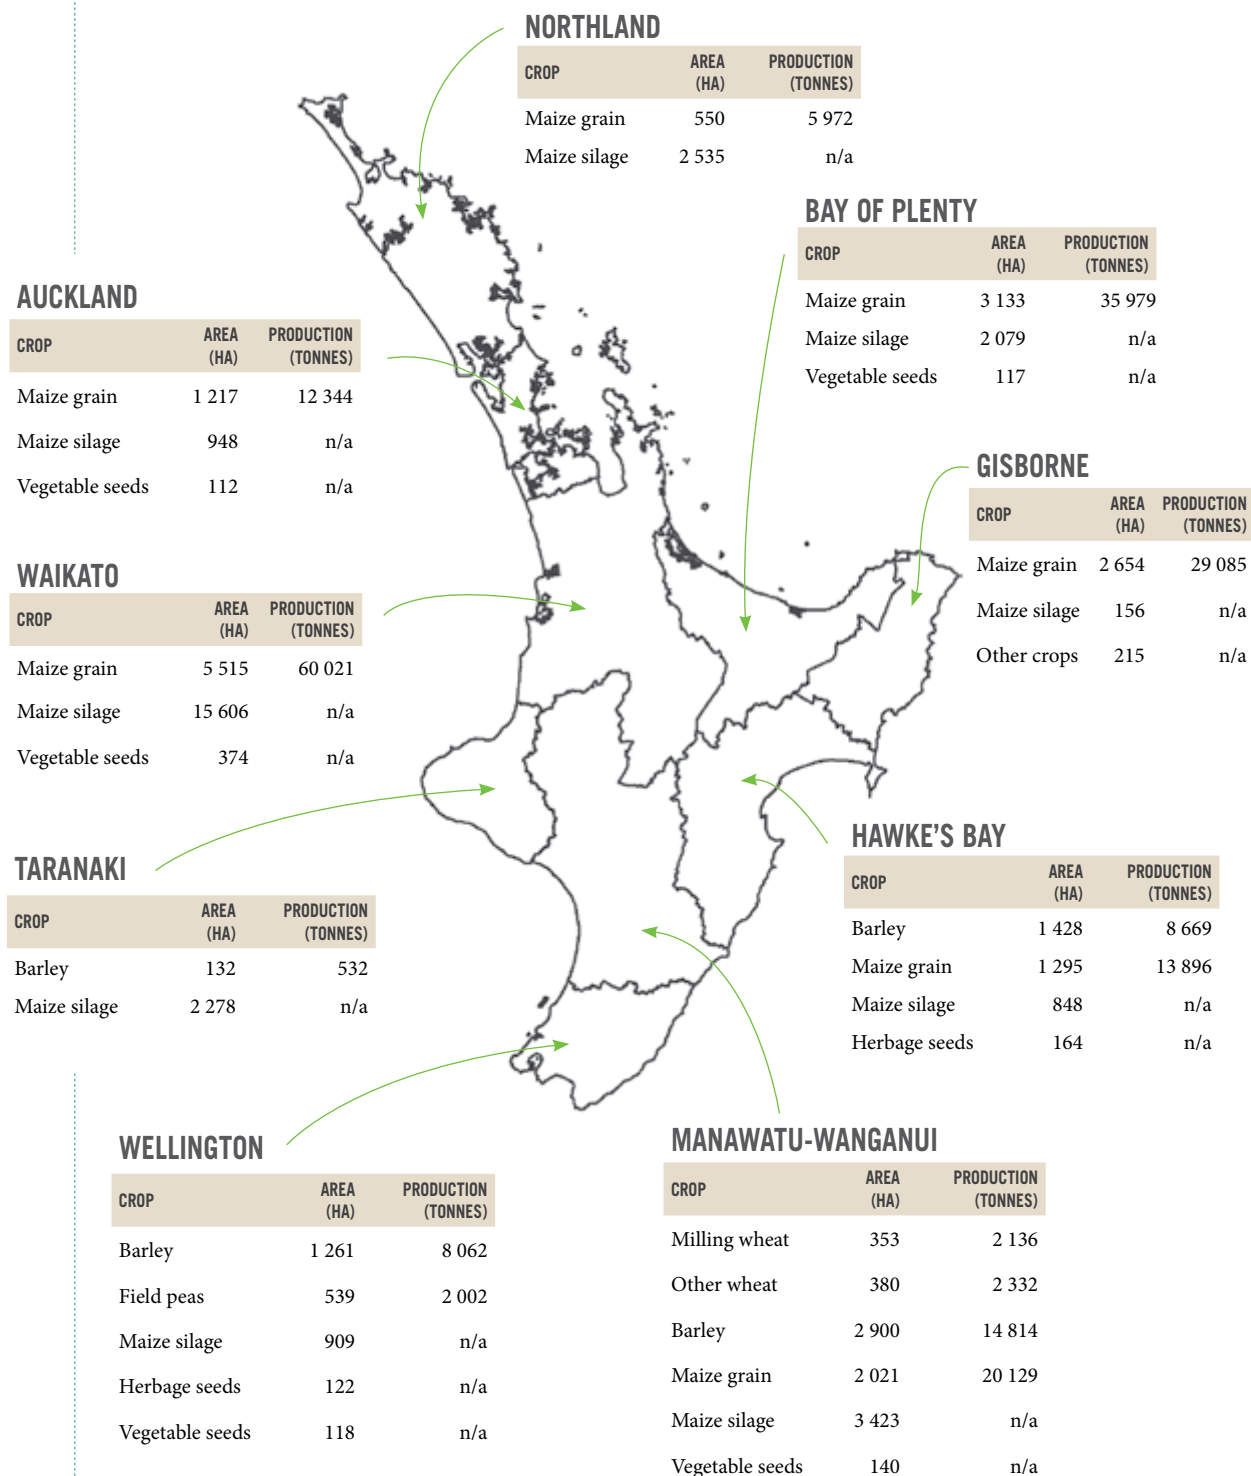 NORTHLAND
CROP AREA (HA) PRODUCTION (TONNES)
Maize grain 550 5 972
Maize silage 2 535 n/a
BAY OF PLENTY
CROP AREA (HA) PRODUCTION (TONNES)
Maize grain 3 133 35 979
Maize silage 2 079 n/a
Vegetable seeds 117 n/a
AUCKLAND
CROP AREA (HA) PRODUCTION (TONNES)
Maize grain 1 217 12 344
Maize silage 948 n/a
Vegetable seeds 112 n/a
GISBORNE
CROP AREA (HA) PRODUCTION (TONNES)
Maize grain 2 654 29 085
Maize silage 156 n/a
Other crops 215 n/a
WAIKATO
CROP AREA (HA) PRODUCTION (TONNES)
Maize grain 5 515 60 021
Maize silage 15 606 n/a
Vegetable seeds 374 n/a
HAWKE'S BAY
CROP AREA (HA) PRODUCTION (TONNES)
Barley 1 428 8 669
Maize grain 1 295 13 896
Maize silage 848 n/a
Herbage seeds 164 n/a
TARANAKI
CROP AREA (HA) PRODUCTION (TONNES)
Barley 132 532
Maize silage 2 278 n/a
WELLINGTON
CROP AREA (HA) PRODUCTION (TONNES)
Barley 1 261 8 062
Field peas 539 2 002
Maize silage 909 n/a
Herbage seeds 122 n/a
Vegetable seeds 118 n/a
MANAWATU-WANGANUI
CROP AREA (HA) PRODUCTION (TONNES)
Milling wheat 353 2 136
Other wheat 380 2 332
Barley 2 900 14 814
Maize grain 2 021 20 129
Maize silage 3 423 n/a
Vegetable seeds 140 n/a